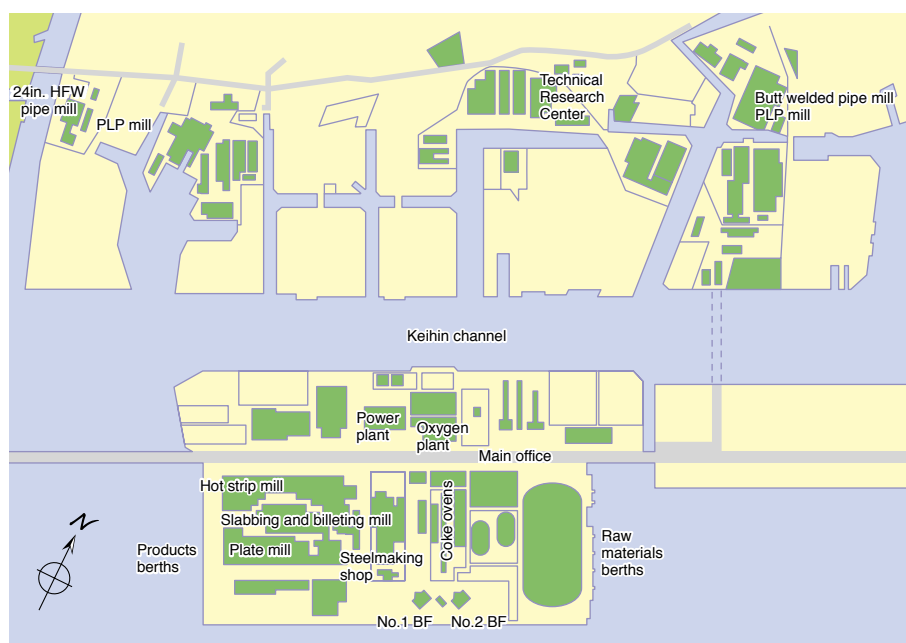 24in. HFW
pipe mill
PLP mill
Technical
Research
Center
Butt welded pipe mill
PLP mill
Keihin channel
Power
plant
Oxygen
plant
Main office
Hot strip mill
Slabbing and billeting mill
Plate mill
Steelmaking
shop
Coke ovens
Products
berths
Raw
materials
berths
No.1 BF
No.2 BF
N